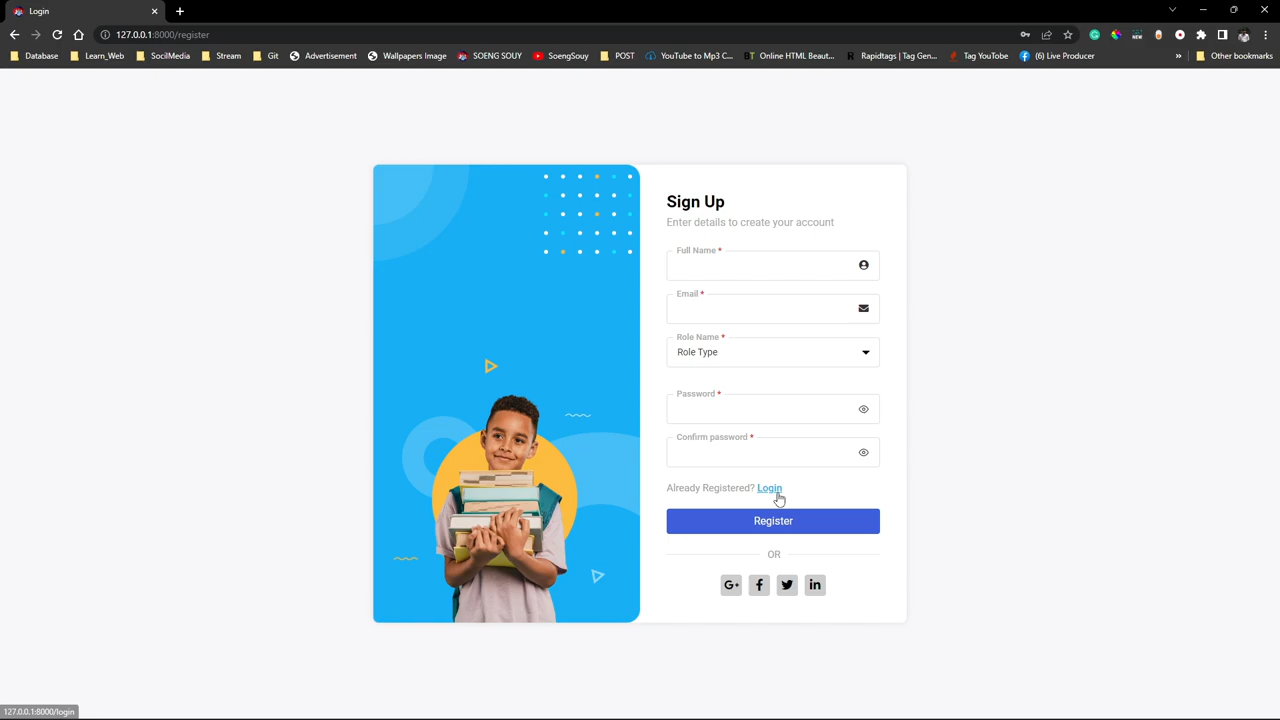 Login
127.0.0.1:8000/register
Database Learn_Web SocilMedia Stream Git Advertisement Wallpapers Image SOENG SOUY SoengSouy POST YouTube to Mp3 C... BT Online HTML Beaut... R Rapidtags | Tag Gen... Tag YouTube (6) Live Producer » Other bookmarks
Sign Up
Enter details to create your account
Full Name *
Email *
Role Name *
Role Type
Password *
Confirm password *
Already Registered? Login
Register
OR
G+ f in
127.0.0.1:8000/login